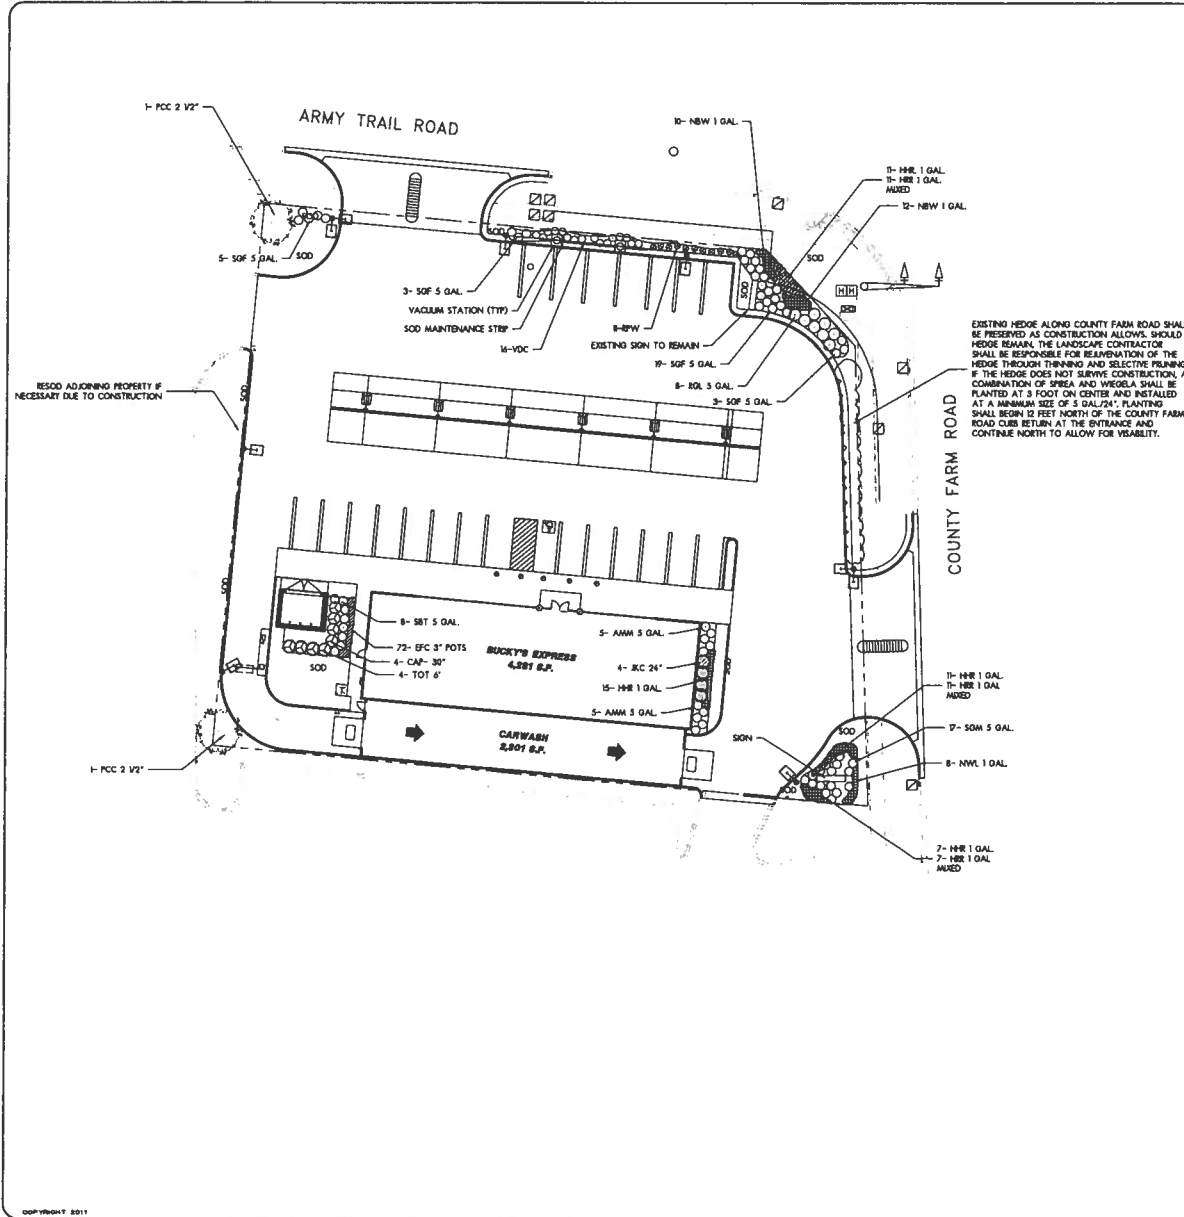 1- PCC 2 1/2"
ARMY TRAIL ROAD
10- NBW 1 GAL.
11- HHR 1 GAL.
11- HRR 1 GAL.
MIXED
12- NBW 1 GAL.
5- SGF 5 GAL.
SOD
SOD
SOD
3- SGF 5 GAL.
VACUUM STATION (TYP)
SOD MAINTENANCE STRIP
16-VDC
11-RPW
EXISTING SIGN TO REMAIN
19- SGF 5 GAL.
8- RGL 5 GAL.
3- SGF 5 GAL.
HH
EXISTING HEDGE ALONG COUNTY FARM ROAD SHAL
BE PRESERVED AS CONSTRUCTION ALLOWS. SHOULD
HEDGE REMAIN, THE LANDSCAPE CONTRACTOR
SHALL BE RESPONSIBLE FOR REJUVENATION OF THE
HEDGE THROUGH THINNING AND SELECTIVE PRUNING
IF THE HEDGE DOES NOT SURVIVE CONSTRUCTION, A
COMBINATION OF SPIREA AND WIEGELA SHALL BE
PLANTED AT 3 FOOT ON CENTER AND INSTALLED
AT A MINIMUM SIZE OF 5 GAL/24". PLANTING
SHALL BEGIN 12 FEET NORTH OF THE COUNTY FARM
ROAD CURB RETURN AT THE ENTRANCE AND
CONTINUE NORTH TO ALLOW FOR VISABILITY.
RESOD ADJOINING PROPERTY IF
NECESSARY DUE TO CONSTRUCTION
SOD
COUNTY FARM ROAD
SOD
8- SBT 5 GAL.
72- EFC 3" POTS
4- CAP- 30"
4- TOT 6'
SOD
BUCKY'S EXPRESS
4,291 S.F.
5- AMM 5 GAL.
4- JKC 24"
15- HHR 1 GAL.
5- AMM 5 GAL.
SOD
CARWASH
2,201 S.F.
SIGN
SOD
SOD
11- HHR 1 GAL.
11- HRR 1 GAL
MIXED
17- SGM 5 GAL.
8- NWL 1 GAL.
1- PCC 2 1/2"
7- HHR 1 GAL.
7- HRR 1 GAL
MIXED
COPYRIGHT 2011